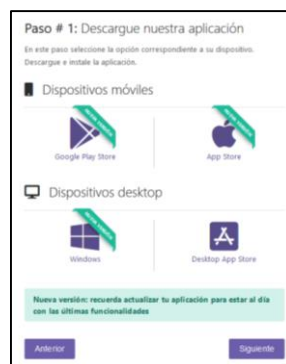 Paso # 1: Descargue nuestra aplicación
En este paso seleccione la opción correspondiente a su dispositivo.
Descargue e instale la aplicación.
Dispositivos móviles
Google Play Store
App Store
Dispositivos desktop
Windows
Desktop App Store
Nueva versión: recuerda actualizar tu aplicación para estar al día
con las últimas funcionalidades
Anterior
Siguiente